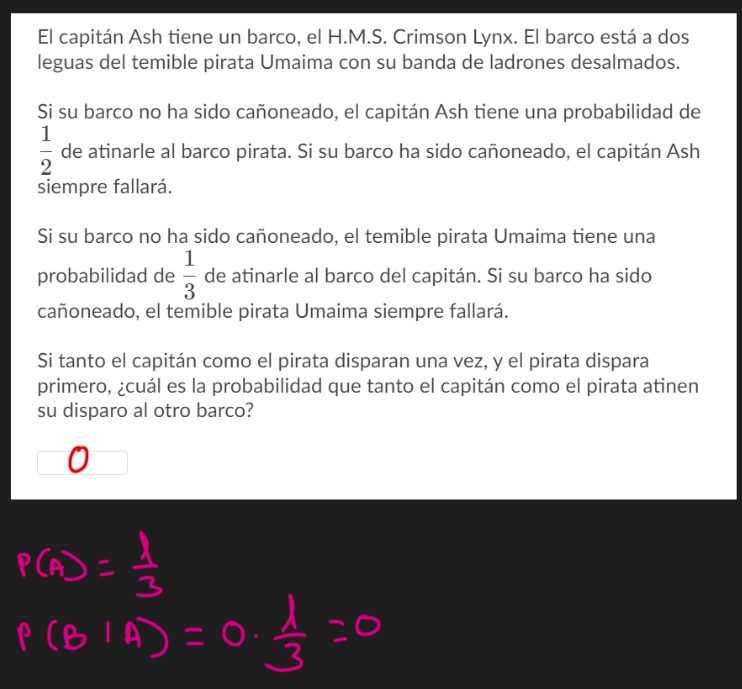 El capitán Ash tiene un barco, el H.M.S. Crimson Lynx. El barco está a dos
leguas del temible pirata Umaima con su banda de ladrones desalmados.
Si su barco no ha sido cañoneado, el capitán Ash tiene una probabilidad de
1/2 de atinarle al barco pirata. Si su barco ha sido cañoneado, el capitán Ash
siempre fallará.
Si su barco no ha sido cañoneado, el temible pirata Umaima tiene una
probabilidad de 1/3 de atinarle al barco del capitán. Si su barco ha sido
cañoneado, el temible pirata Umaima siempre fallará.
Si tanto el capitán como el pirata disparan una vez, y el pirata dispara
primero, ¿cuál es la probabilidad que tanto el capitán como el pirata atinen
su disparo al otro barco?
0
P(A) = 1/3
P(B|A) = 0 · 1/3 = 0